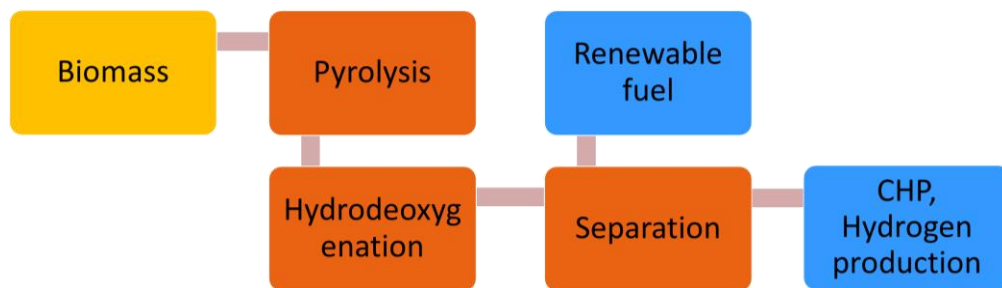 Biomass
Pyrolysis
Renewable
fuel
Hydrodeoxyg
enation
Separation
CHP,
Hydrogen
production